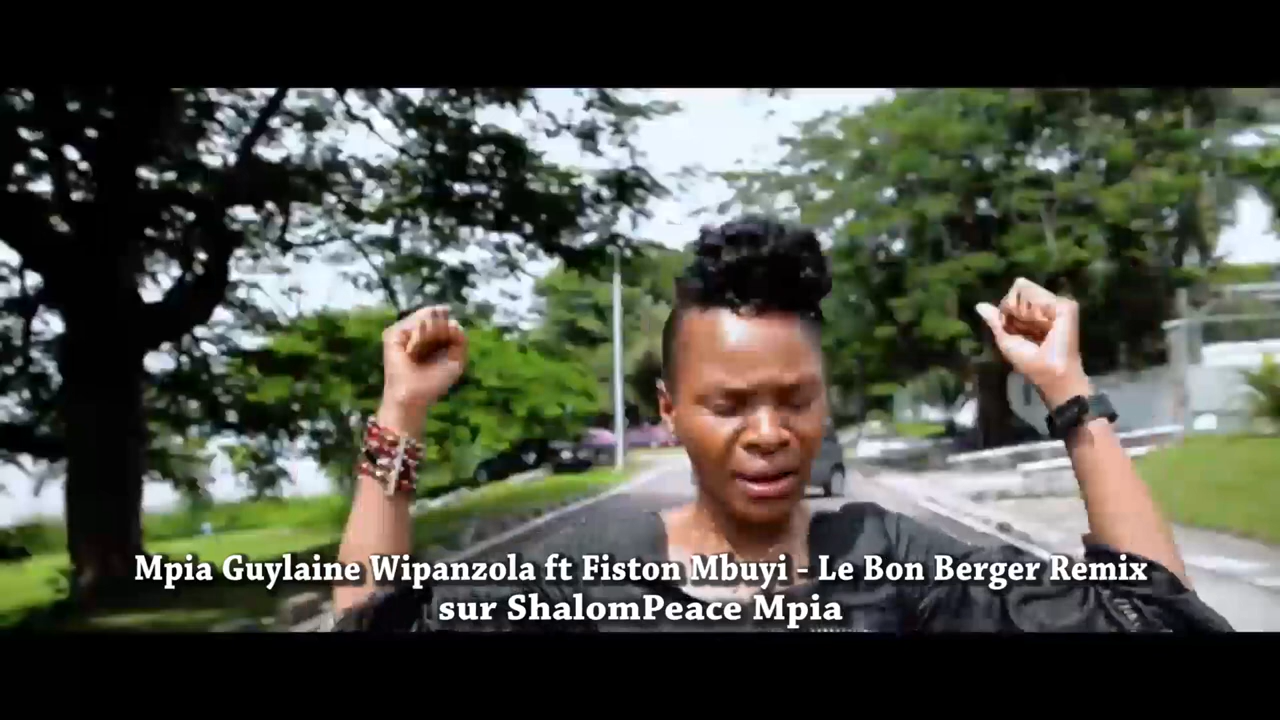 Mpia Guylaine Wipanzola ft Fiston Mbuyi - Le Bon Berger Remix
sur ShalomPeace Mpia